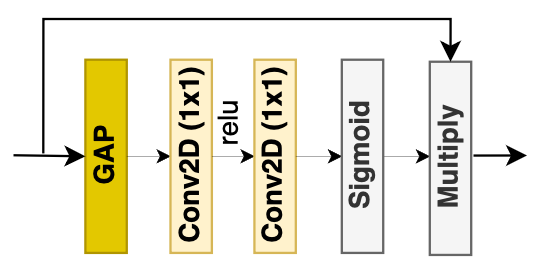 GAP
Conv2D (1x1)
relu
Conv2D (1x1)
Sigmoid
Multiply